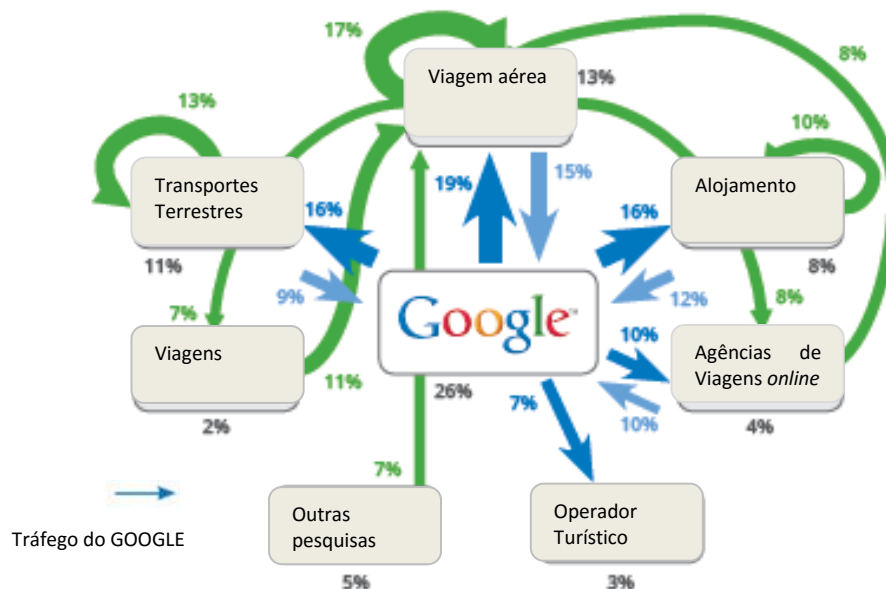 17%
Viagem aérea
13%
8%
13%
10%
Transportes
Terrestres
19%
15%
Alojamento
16%
16%
11%
9%
12%
8%
7%
8%
Google™
Viagens
10%
Agências de
Viagens online
11%
26%
7%
2%
10%
4%
7%
Outras
pesquisas
Operador
Turístico
Tráfego do GOOGLE
5%
3%